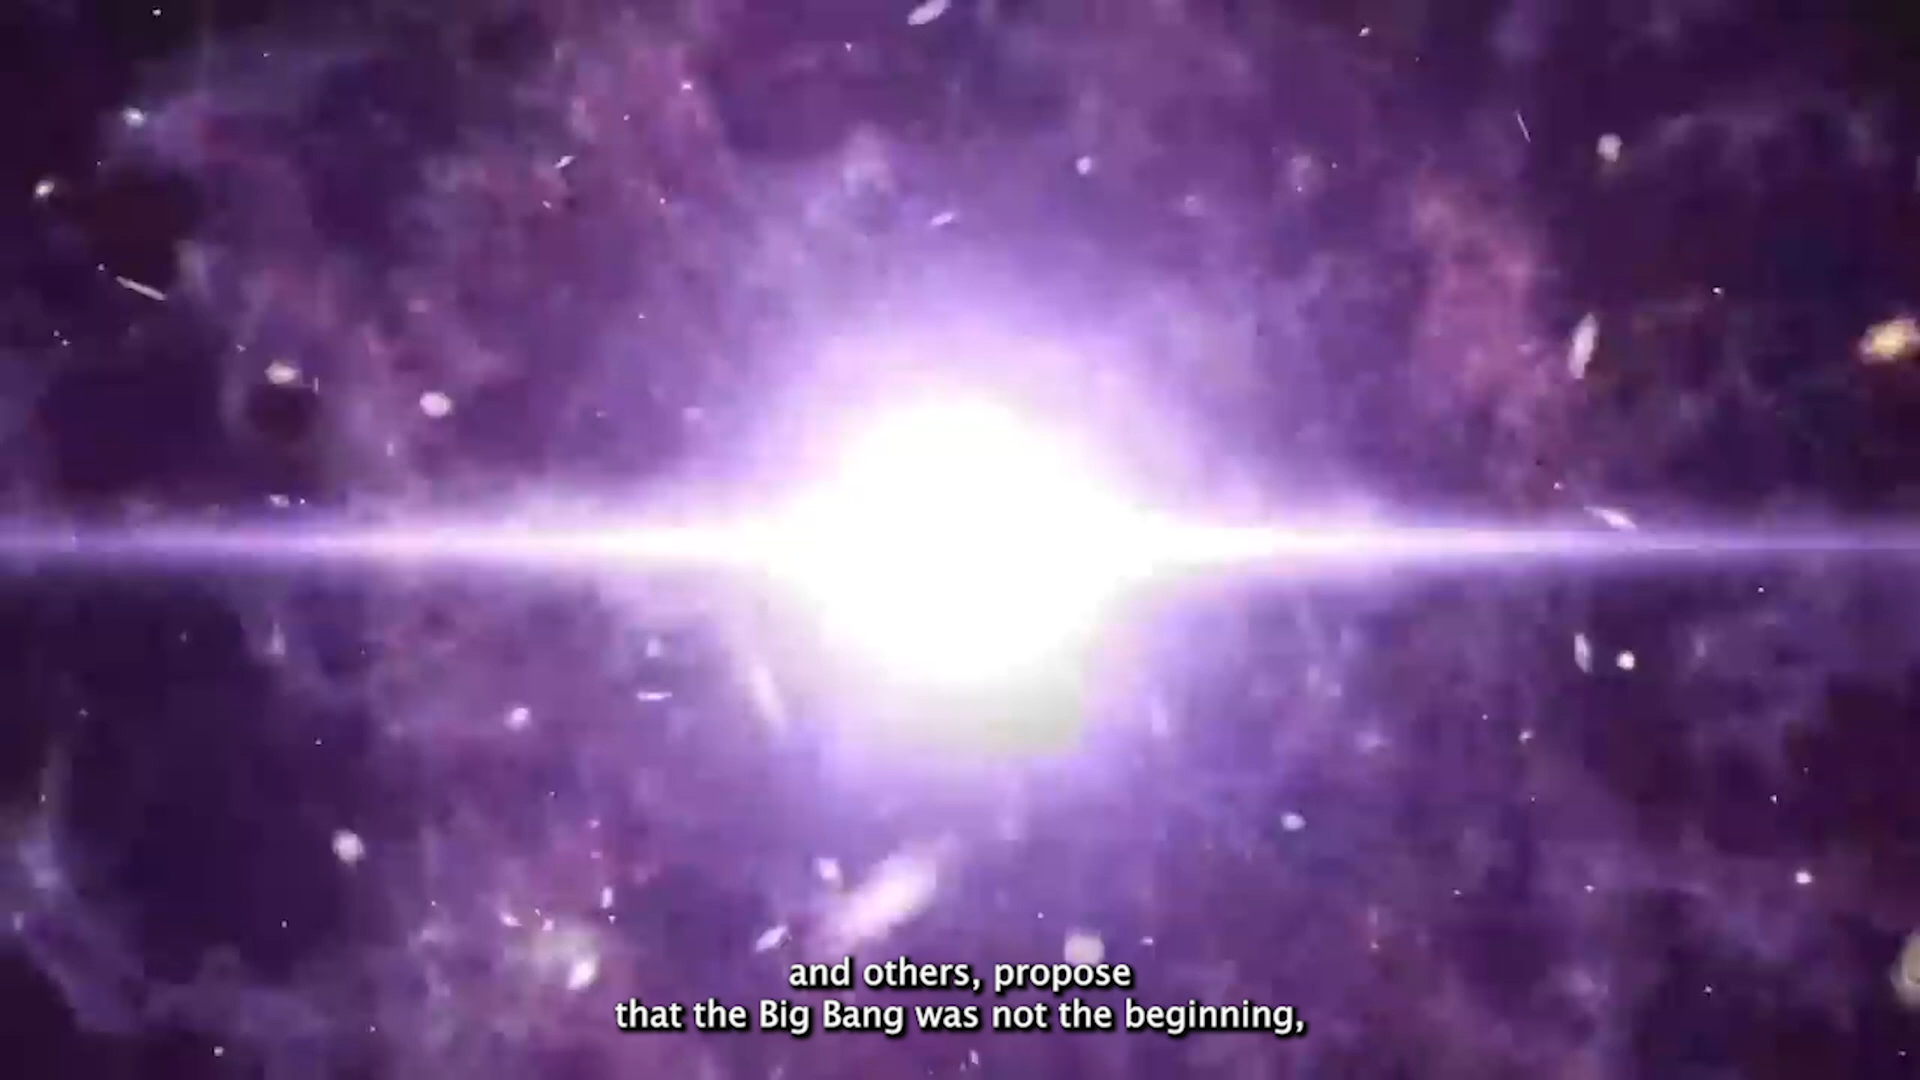 and others, propose
that the Big Bang was not the beginning,